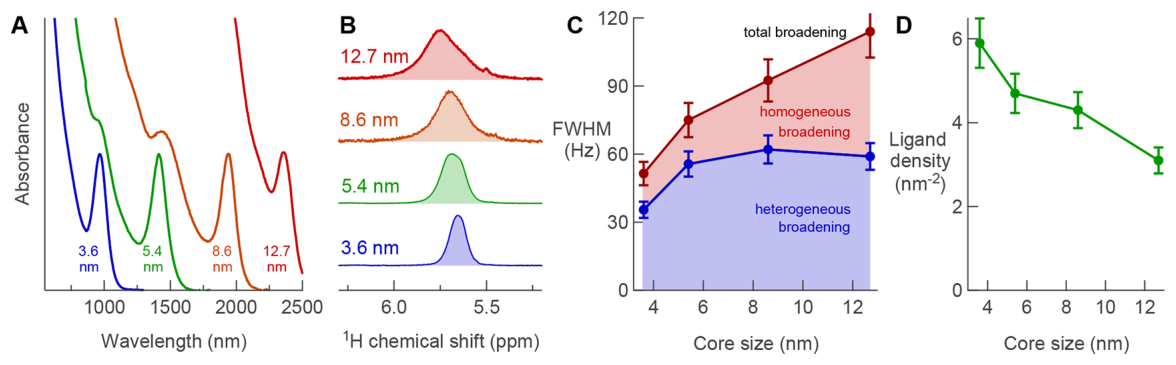 A
Absorbance
3.6
nm
5.4
nm
8.6
nm
12.7
nm
1000
1500
2000
2500
Wavelength (nm)
B
12.7 nm
8.6 nm
5.4 nm
3.6 nm
6.0
5.5
¹H chemical shift (ppm)
C
120
90
60
30
0
FWHM
(Hz)
total broadening
homogeneous
broadening
heterogeneous
broadening
4
6
8
10
12
Core size (nm)
D
6
4
2
0
Ligand
density
(nm⁻²)
4
6
8
10
12
Core size (nm)